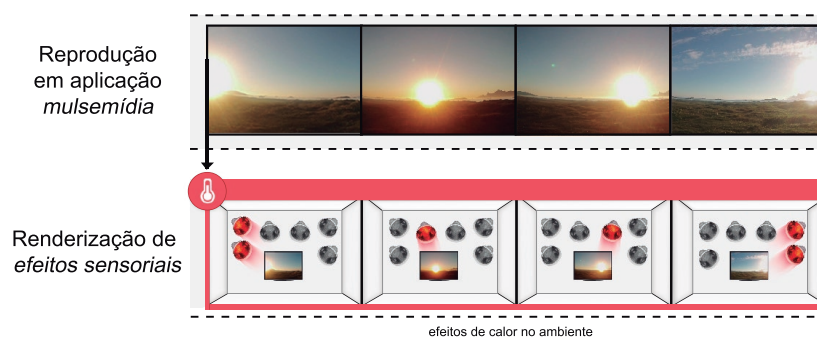 Reprodução
em aplicação
mulsemídia
Renderização de
efeitos sensoriais
efeitos de calor no ambiente